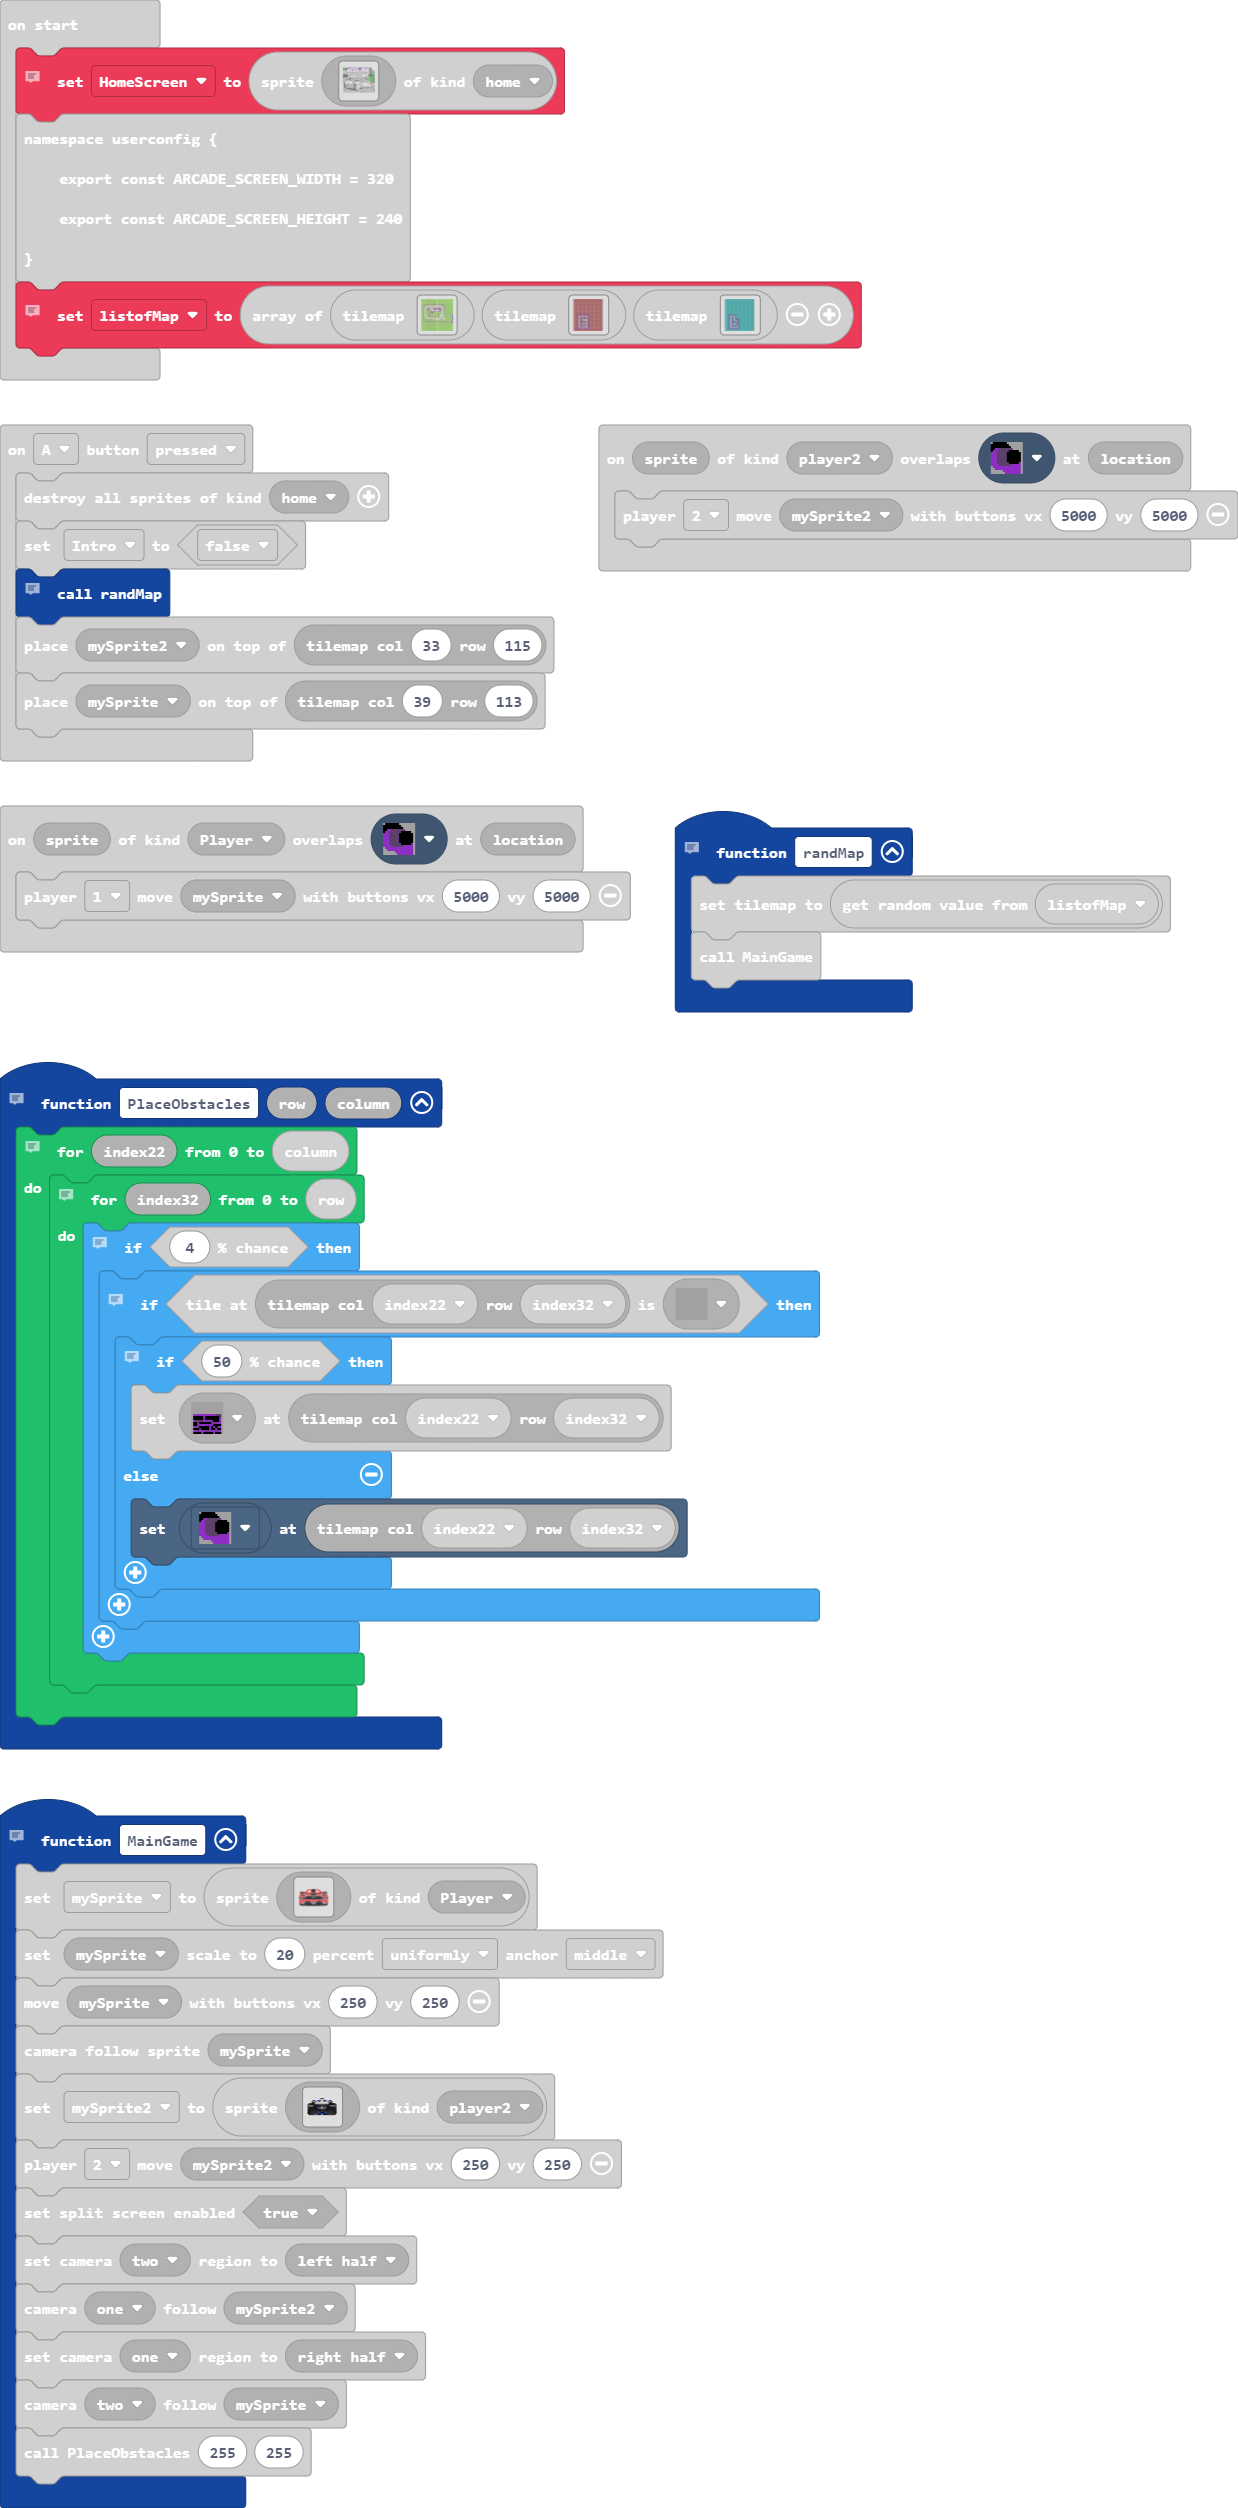 on start
set HomeScreen to sprite of kind home
namespace userconfig {
export const ARCADE_SCREEN_WIDTH = 320
export const ARCADE_SCREEN_HEIGHT = 240
}
set listofMap to array of tilemap tilemap tilemap
on A button pressed
destroy all sprites of kind home
set Intro to false
call randMap
place mySprite2 on top of tilemap col 33 row 115
place mySprite on top of tilemap col 39 row 113
on sprite of kind player2 overlaps at location
player 2 move mySprite2 with buttons vx 5000 vy 5000
on sprite of kind Player overlaps at location
player 1 move mySprite with buttons vx 5000 vy 5000
function randMap
set tilemap to get random value from listofMap
call MainGame
function PlaceObstacles row column
for index22 from 0 to column
do
for index32 from 0 to row
do
if 4 % chance then
if tile at tilemap col index22 row index32 is then
if 50 % chance then
set at tilemap col index22 row index32
else
set at tilemap col index22 row index32
function MainGame
set mySprite to sprite of kind Player
set mySprite scale to 20 percent uniformly anchor middle
move mySprite with buttons vx 250 vy 250
camera follow sprite mySprite
set mySprite2 to sprite of kind player2
player 2 move mySprite2 with buttons vx 250 vy 250
set split screen enabled true
set camera two region to left half
camera one follow mySprite2
set camera one region to right half
camera two follow mySprite
call PlaceObstacles 255 255